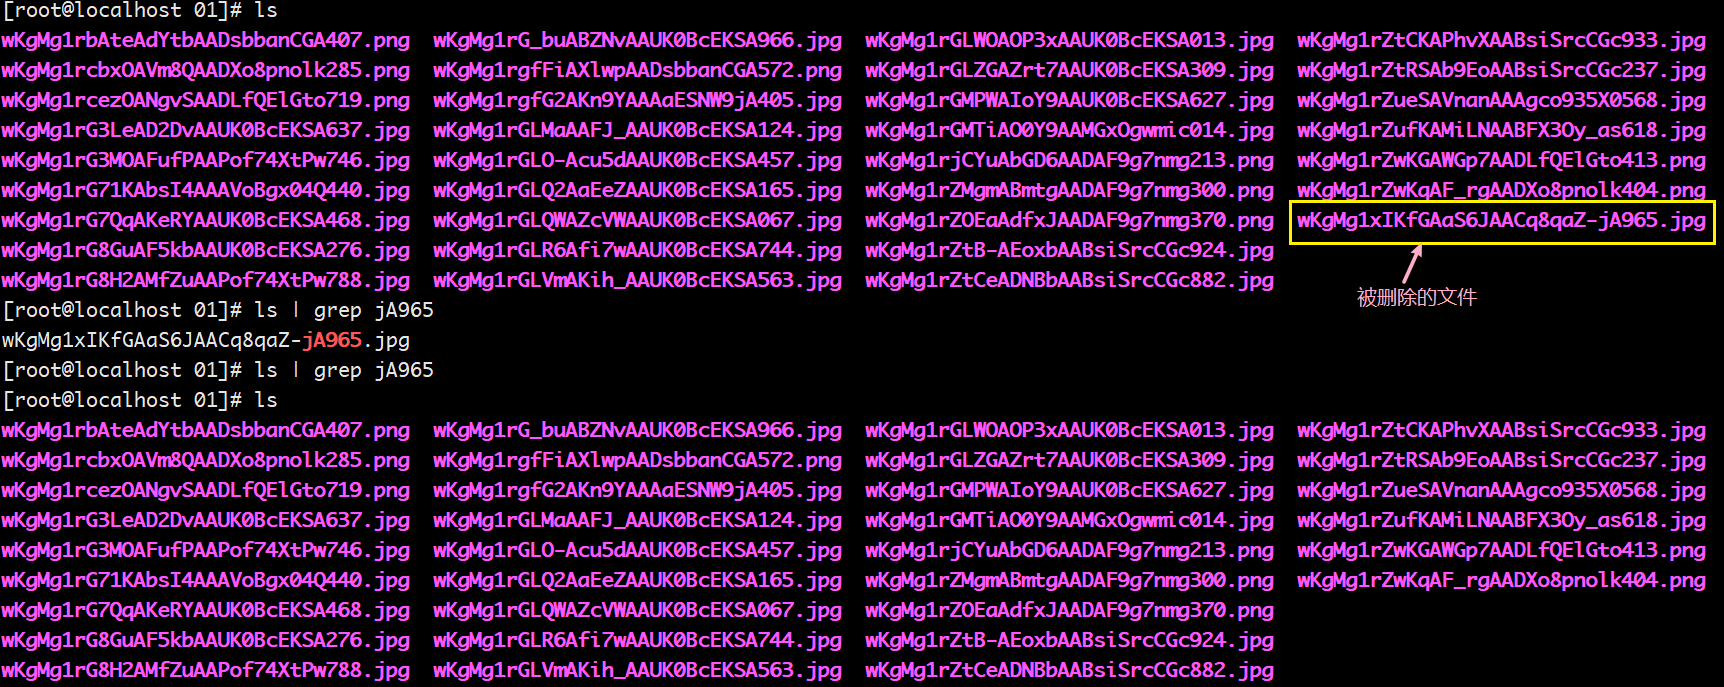 [root@localhost 01]# ls
wKgMg1rbAteAdYtbAADsbbanCGA407.png wKgMg1rG_buABZNvAAUK0BcEKSA966.jpg wKgMg1rGLWOAOP3xAAUK0BcEKSA013.jpg wKgMg1rZtCKAPhvXAABsiSrcCGc933.jpg
wKgMg1rcbxOAVm8QAADXo8pnolk285.png wKgMg1rgfFiAXlwpAADsbbanCGA572.png wKgMg1rGLZGAZrt7AAUK0BcEKSA309.jpg wKgMg1rZtRSAb9EoAABsiSrcCGc237.jpg
wKgMg1rcezOANgvSAADLfQElGto719.png wKgMg1rgfG2AKn9YAAAaESNW9jA405.jpg wKgMg1rGMPWAIoY9AAUK0BcEKSA627.jpg wKgMg1rZueSAVnanAAAgco935X0568.jpg
wKgMg1rG3LeAD2DvAAUK0BcEKSA637.jpg wKgMg1rGLMaAAFJ_AAUK0BcEKSA124.jpg wKgMg1rGMTiAO0Y9AAMGxOgwmic014.jpg wKgMg1rZufKAMiLNAABFX3Oy_as618.jpg
wKgMg1rG3MOAFufPAAPof74XtPw746.jpg wKgMg1rGLO-Acu5dAAUK0BcEKSA457.jpg wKgMg1rjCYuAbGD6AADAF9g7nmg213.png wKgMg1rZwKGAWGp7AADLfQElGto413.png
wKgMg1rG71KAbsI4AAAVoBgx04Q440.jpg wKgMg1rGLQ2AaEeZAAUK0BcEKSA165.jpg wKgMg1rZMgmABmtgAADAF9g7nmg300.png wKgMg1rZwKqAF_rgAADXo8pnolk404.png
wKgMg1rG7QqAKeRYAAUK0BcEKSA468.jpg wKgMg1rGLQWAZcVWAAUK0BcEKSA067.jpg wKgMg1rZOEaAdfxJAADAF9g7nmg370.png wKgMg1xIKfGAaS6JAACq8qaZ-jA965.jpg
wKgMg1rG8GuAF5kbAAUK0BcEKSA276.jpg wKgMg1rGLR6Afi7wAAUK0BcEKSA744.jpg wKgMg1rZtB-AEoxbAABsiSrcCGc924.jpg
wKgMg1rG8H2AMfZuAAPof74XtPw788.jpg wKgMg1rGLVmAKih_AAUK0BcEKSA563.jpg wKgMg1rZtCeADNBbAABsiSrcCGc882.jpg
被删除的文件
[root@localhost 01]# ls | grep jA965
wKgMg1xIKfGAaS6JAACq8qaZ-jA965.jpg
[root@localhost 01]# ls | grep jA965
[root@localhost 01]# ls
wKgMg1rbAteAdYtbAADsbbanCGA407.png wKgMg1rG_buABZNvAAUK0BcEKSA966.jpg wKgMg1rGLWOAOP3xAAUK0BcEKSA013.jpg wKgMg1rZtCKAPhvXAABsiSrcCGc933.jpg
wKgMg1rcbxOAVm8QAADXo8pnolk285.png wKgMg1rgfFiAXlwpAADsbbanCGA572.png wKgMg1rGLZGAZrt7AAUK0BcEKSA309.jpg wKgMg1rZtRSAb9EoAABsiSrcCGc237.jpg
wKgMg1rcezOANgvSAADLfQElGto719.png wKgMg1rgfG2AKn9YAAAaESNW9jA405.jpg wKgMg1rGMPWAIoY9AAUK0BcEKSA627.jpg wKgMg1rZueSAVnanAAAgco935X0568.jpg
wKgMg1rG3LeAD2DvAAUK0BcEKSA637.jpg wKgMg1rGLMaAAFJ_AAUK0BcEKSA124.jpg wKgMg1rGMTiAO0Y9AAMGxOgwmic014.jpg wKgMg1rZufKAMiLNAABFX3Oy_as618.jpg
wKgMg1rG3MOAFufPAAPof74XtPw746.jpg wKgMg1rGLO-Acu5dAAUK0BcEKSA457.jpg wKgMg1rjCYuAbGD6AADAF9g7nmg213.png wKgMg1rZwKGAWGp7AADLfQElGto413.png
wKgMg1rG71KAbsI4AAAVoBgx04Q440.jpg wKgMg1rGLQ2AaEeZAAUK0BcEKSA165.jpg wKgMg1rZMgmABmtgAADAF9g7nmg300.png wKgMg1rZwKqAF_rgAADXo8pnolk404.png
wKgMg1rG7QqAKeRYAAUK0BcEKSA468.jpg wKgMg1rGLQWAZcVWAAUK0BcEKSA067.jpg wKgMg1rZOEaAdfxJAADAF9g7nmg370.png
wKgMg1rG8GuAF5kbAAUK0BcEKSA276.jpg wKgMg1rGLR6Afi7wAAUK0BcEKSA744.jpg wKgMg1rZtB-AEoxbAABsiSrcCGc924.jpg
wKgMg1rG8H2AMfZuAAPof74XtPw788.jpg wKgMg1rGLVmAKih_AAUK0BcEKSA563.jpg wKgMg1rZtCeADNBbAABsiSrcCGc882.jpg